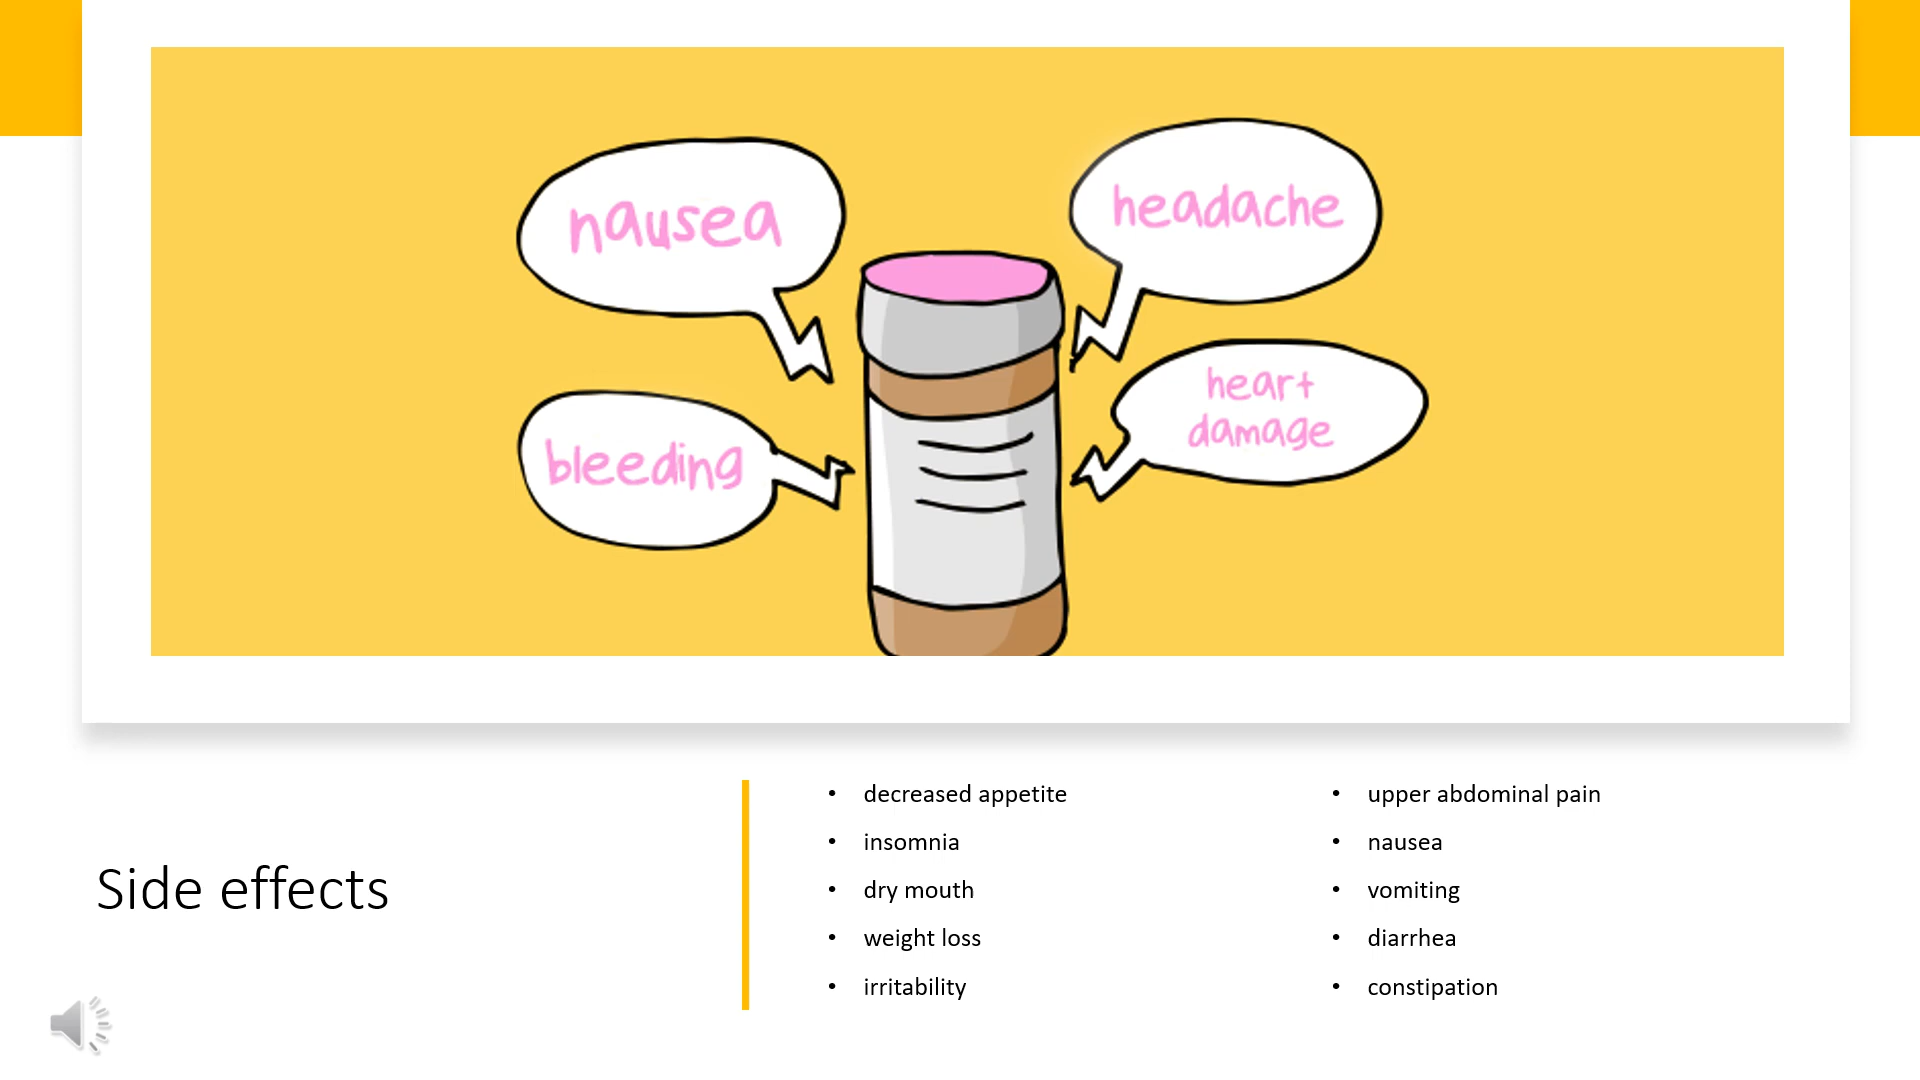 nausea
headache
heart
damage
bleeding
Side effects
• decreased appetite
• insomnia
• dry mouth
• weight loss
• irritability
• upper abdominal pain
• nausea
• vomiting
• diarrhea
• constipation